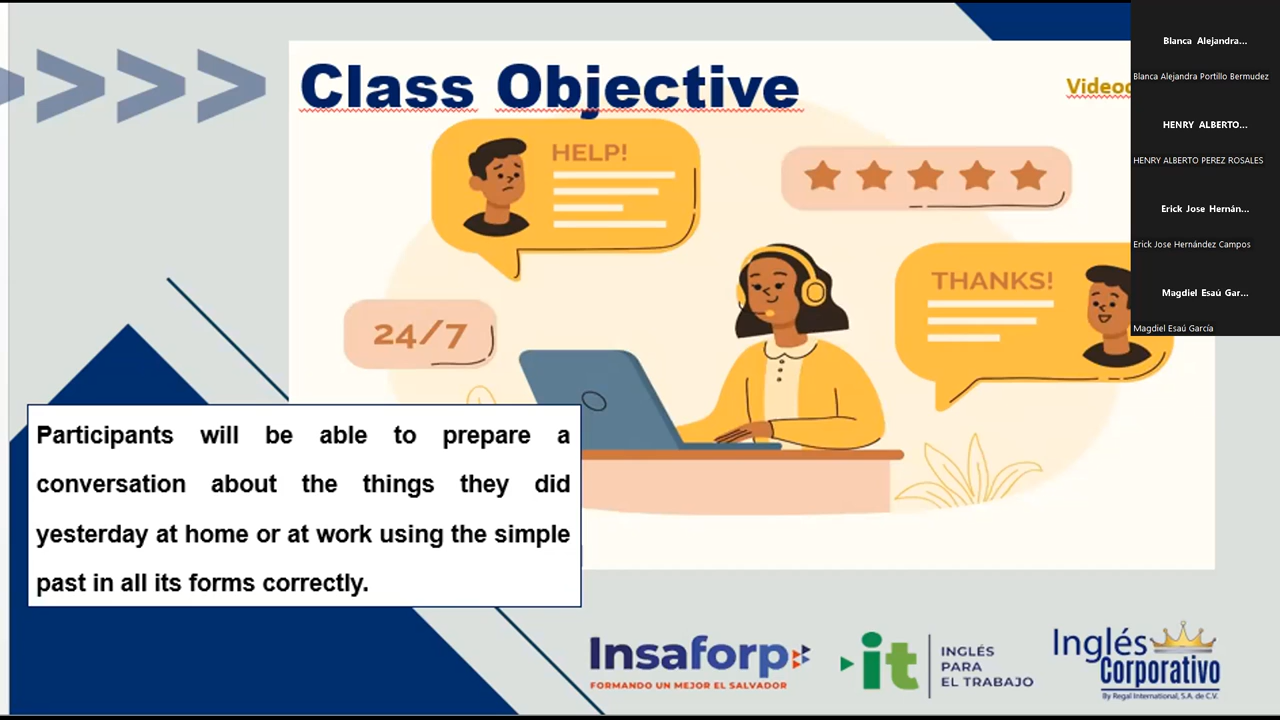 Class Objective
Videoc
HELP!
THANKS!
24/7
Participants will be able to prepare a
conversation about the things they did
yesterday at home or at work using the simple
past in all its forms correctly.
Insaforp
FORMANDO UN MEJOR EL SALVADOR
it
INGLÉS
PARA
EL TRABAJO
Inglés
Corporativo
By Regal International, S.A. de C.V.
Blanca Alejandra...
Blanca Alejandra Portillo Bermudez
HENRY ALBERTO...
HENRY ALBERTO PEREZ ROSALES
Erick Jose Hernán...
Erick Jose Hernández Campos
Magdiel Esaú Gar...
Magdiel Esaú García